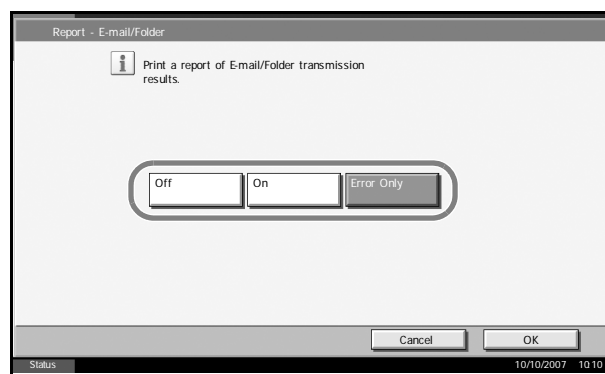 Report - E-mail/Folder
Print a report of E-mail/Folder transmission
results.
Off
On
Error Only
Cancel
OK
Status
10/10/2007 10:10